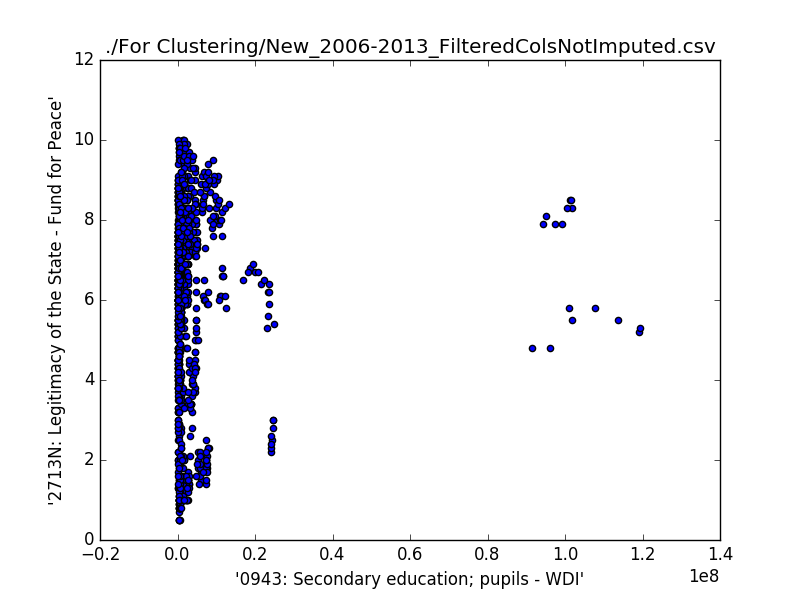 ./For Clustering/New_2006-2013_FilteredColsNotImputed.csv
12
10
8
6
4
2
0
'2713N: Legitimacy of the State - Fund for Peace'
−0.2 0.0 0.2 0.4 0.6 0.8 1.0 1.2 1.4
1e8
'0943: Secondary education; pupils - WDI'